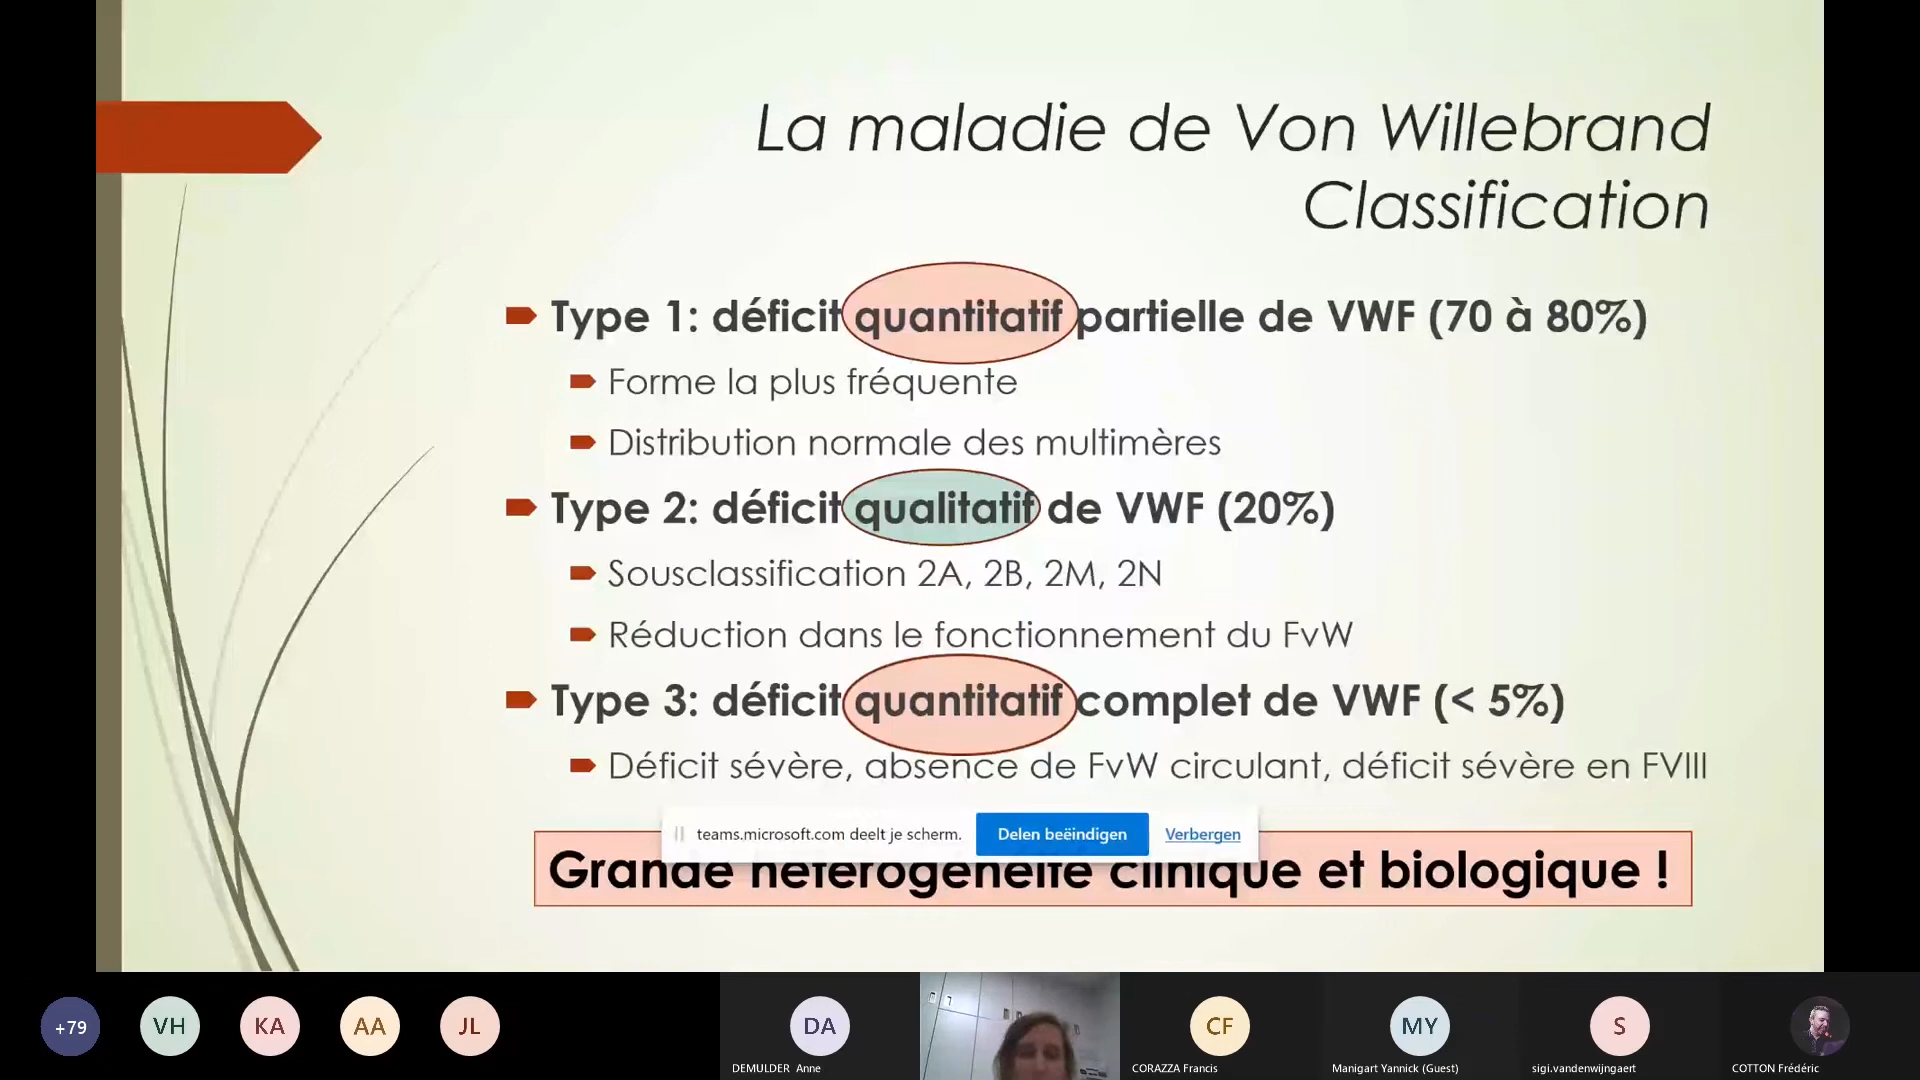 La maladie de Von Willebrand
Classification
Type 1: déficit quantitatif partielle de VWF (70 à 80%)
Forme la plus fréquente
Distribution normale des multimères
Type 2: déficit qualitatif de VWF (20%)
Sousclassification 2A, 2B, 2M, 2N
Réduction dans le fonctionnement du FvW
Type 3: déficit quantitatif complet de VWF (< 5%)
Déficit sévère, absence de FvW circulant, déficit sévère en FVIII
teams.microsoft.com deelt je scherm.
Delen beëindigen
Verbergen
Grande hétérogénéité clinique et biologique !
+79
VH
KA
AA
JL
DA
CF
MY
S
DEMULDER Anne
CORAZZA Francis
Manigart Yannick (Guest)
sigi.vandenwijngaert
COTTON Frédéric